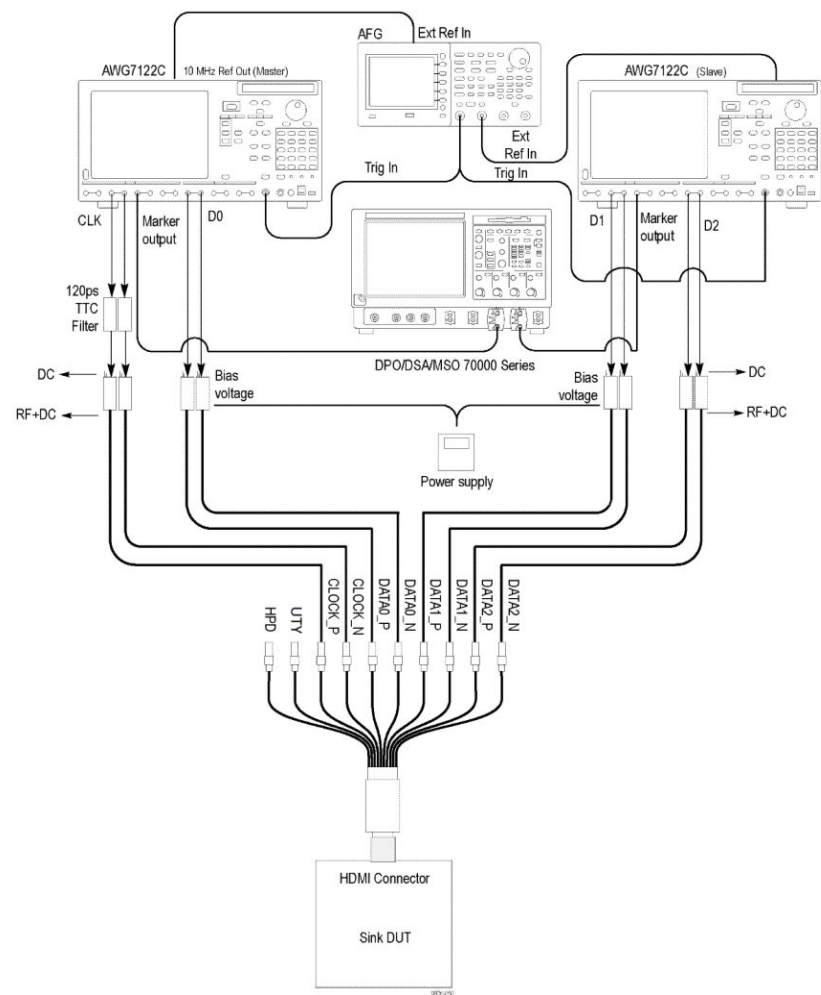 AFG
Ext Ref In
AWG7122C
10 MHz Ref Out (Master)
AWG7122C
(Slave)
Ext
Ref In
Trig In
Trig In
CLK
Marker
output
D0
D1
Marker
output
D2
120ps
TTC
Filter
DPO/DSA/MSO 70000 Series
DC
Bias
voltage
Bias
voltage
DC
RF+DC
RF+DC
Power supply
HPD
UTY
CLOCK_P
CLOCK_N
DATA0_P
DATA0_N
DATA1_P
DATA1_N
DATA2_P
DATA2_N
HDMI Connector
Sink DUT